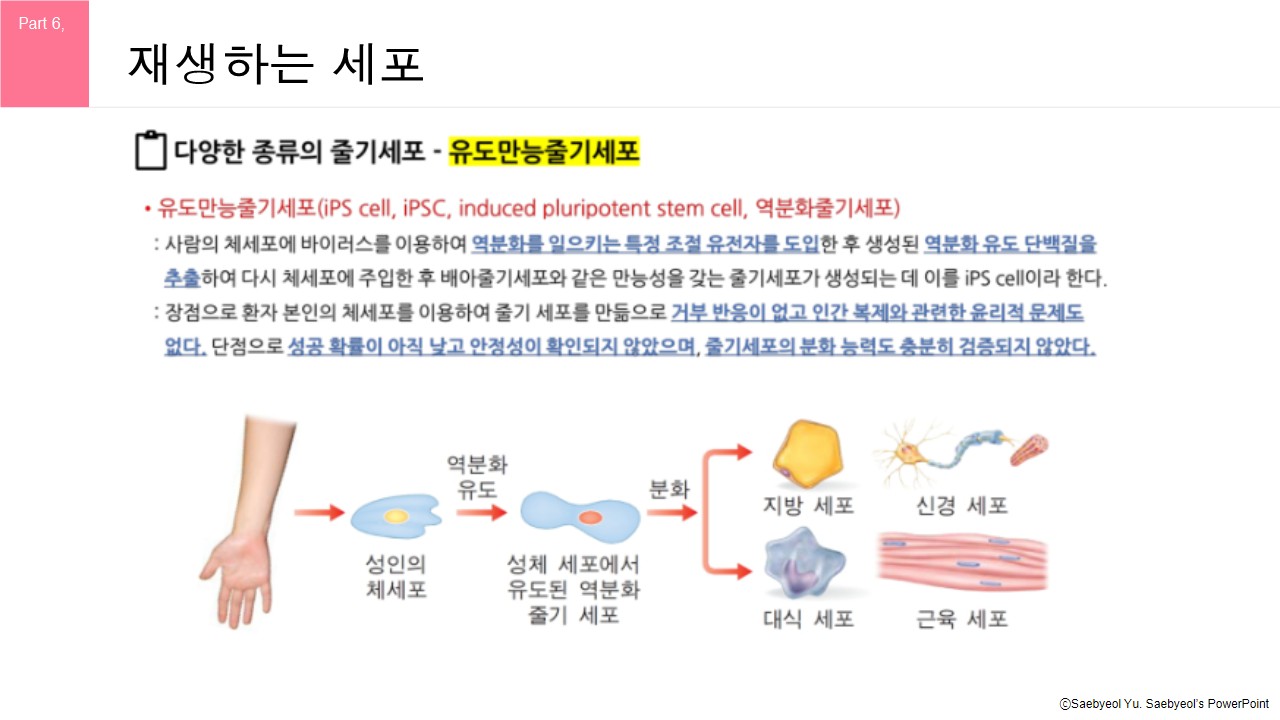 Part 6,
재생하는 세포
다양한 종류의 줄기세포 - 유도만능줄기세포
• 유도만능줄기세포(iPS cell, iPSC, induced pluripotent stem cell, 역분화줄기세포)
: 사람의 체세포에 바이러스를 이용하여 역분화를 일으키는 특정 조절 유전자를 도입한 후 생성된 역분화 유도 단백질을
추출하여 다시 체세포에 주입한 후 배아줄기세포와 같은 만능성을 갖는 줄기세포가 생성되는 데 이를 iPS cell이라 한다.
: 장점으로 환자 본인의 체세포를 이용하여 줄기 세포를 만듦으로 거부 반응이 없고 인간 복제와 관련한 윤리적 문제도
없다. 단점으로 성공 확률이 아직 낮고 안정성이 확인되지 않았으며, 줄기세포의 분화 능력도 충분히 검증되지 않았다.
성인의
체세포
역분화
유도
성체 세포에서
유도된 역분화
줄기 세포
분화
지방 세포
신경 세포
대식 세포
근육 세포
ⓒSaebyeol Yu. Saebyeol's PowerPoint